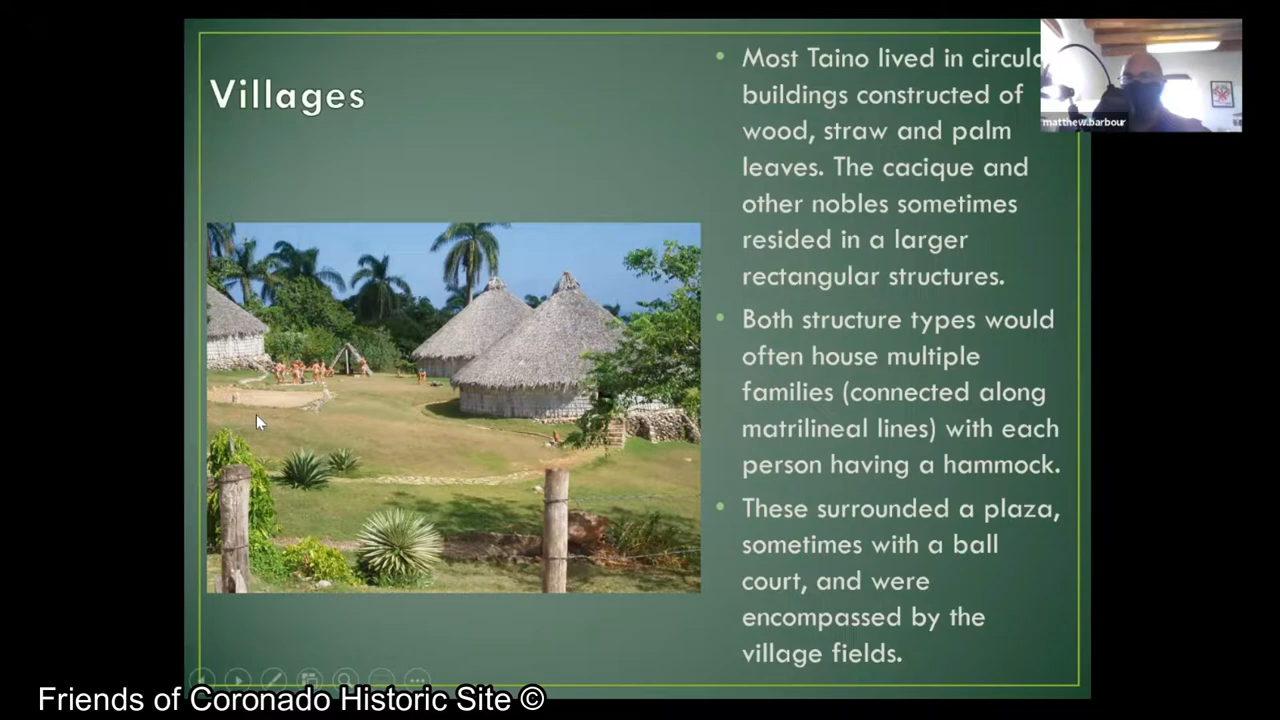 Villages
• Most Taino lived in circula
buildings constructed of
wood, straw and palm
leaves. The cacique and
other nobles sometimes
resided in a larger
rectangular structures.
• Both structure types would
often house multiple
families (connected along
matrilineal lines) with each
person having a hammock.
• These surrounded a plaza,
sometimes with a ball
court, and were
encompassed by the
village fields.
matthew.barbour
Friends of Coronado Historic Site ©